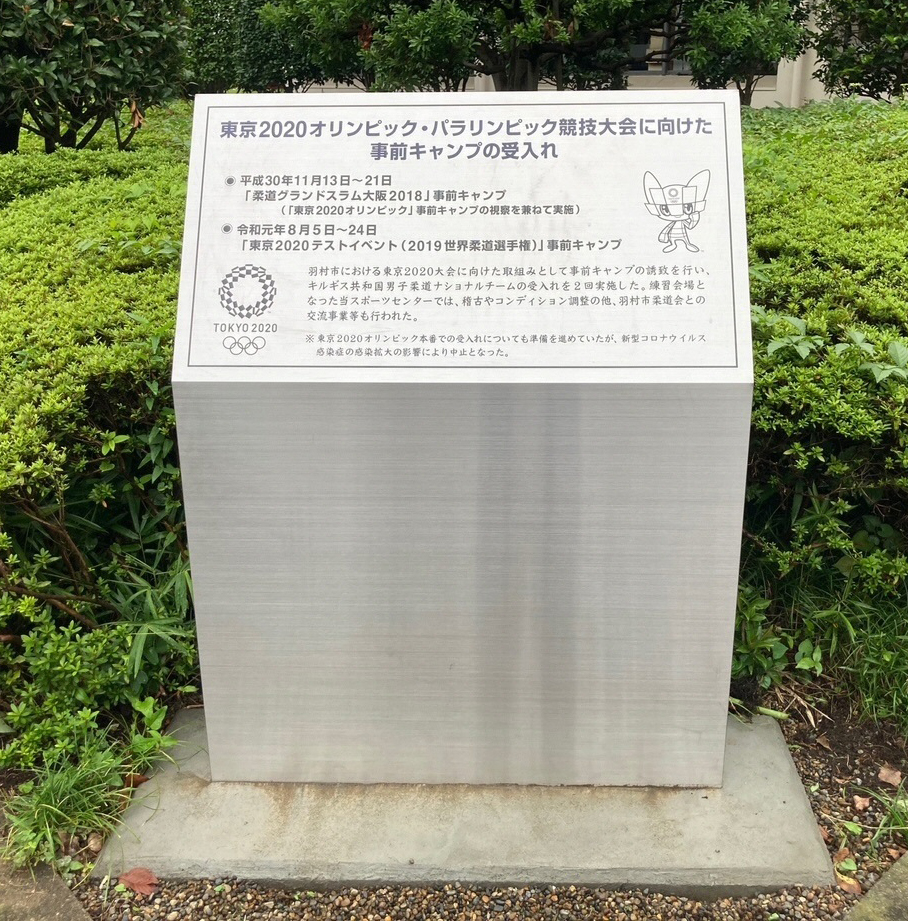 東京2020オリンピック・パラリンピック競技大会に向けた
事前キャンプの受入れ
◉ 平成30年11月13日〜21日
「柔道グランドスラム大阪2018」事前キャンプ
(「東京2020オリンピック」事前キャンプの視察を兼ねて実施)
◉ 令和元年8月5日〜24日
「東京2020テストイベント(2019世界柔道選手権)」事前キャンプ
羽村市における東京2020大会に向けた取組みとして事前キャンプの誘致を行い、
キルギス共和国男子柔道ナショナルチームの受入れを2回実施した。練習会場と
なった当スポーツセンターでは、稽古やコンディション調整の他、羽村市柔道会との
交流事業等も行われた。
※東京2020オリンピック本番での受入れについても準備を進めていたが、新型コロナウイルス
感染症の感染拡大の影響により中止となった。
TOKYO 2020